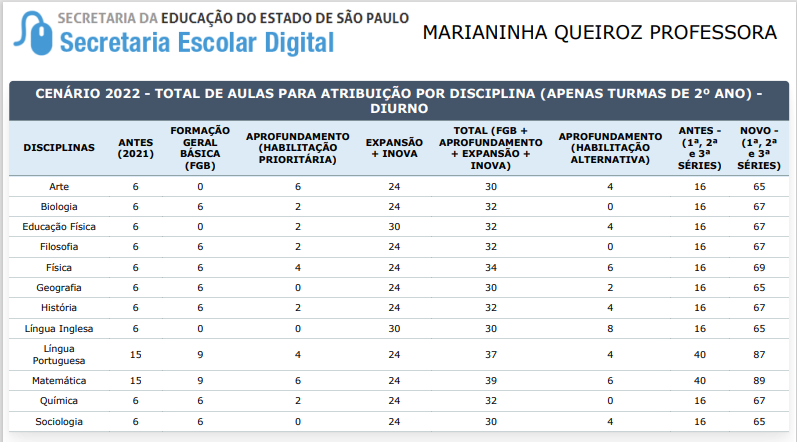 SECRETARIA DA EDUCAÇÃO DO ESTADO DE SÃO PAULO
Secretaria Escolar Digital
MARIANINHA QUEIROZ PROFESSORA
CENÁRIO 2022 - TOTAL DE AULAS PARA ATRIBUIÇÃO POR DISCIPLINA (APENAS TURMAS DE 2º ANO) -
DIURNO
DISCIPLINAS ANTES (2021) FORMAÇÃO GERAL BÁSICA (FGB) APROFUNDAMENTO (HABILITAÇÃO PRIORITÁRIA) EXPANSÃO + INOVA TOTAL (FGB + APROFUNDAMENTO + EXPANSÃO + INOVA) APROFUNDAMENTO (HABILITAÇÃO ALTERNATIVA) ANTES - (1ª, 2ª e 3ª SÉRIES) NOVO - (1ª, 2ª e 3ª SÉRIES)
Arte 6 0 6 24 30 4 16 65
Biologia 6 6 2 24 32 0 16 67
Educação Física 6 0 2 30 32 4 16 67
Filosofia 6 6 2 24 32 0 16 67
Física 6 6 4 24 34 6 16 69
Geografia 6 6 0 24 30 2 16 65
História 6 6 2 24 32 4 16 67
Língua Inglesa 6 0 0 30 30 8 16 65
Língua Portuguesa 15 9 4 24 37 4 40 87
Matemática 15 9 6 24 39 6 40 89
Química 6 6 2 24 32 0 16 67
Sociologia 6 6 0 24 30 4 16 65